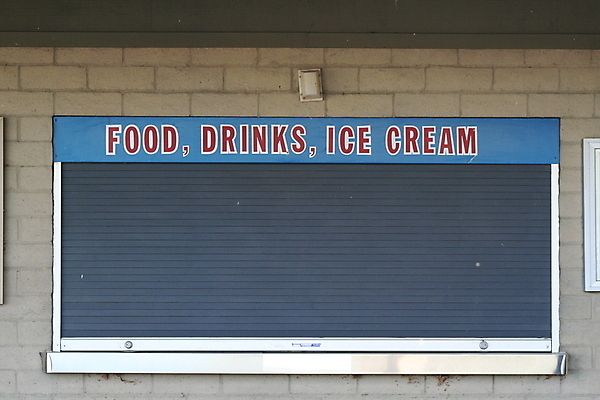 FOOD, DRINKS, ICE CREAM